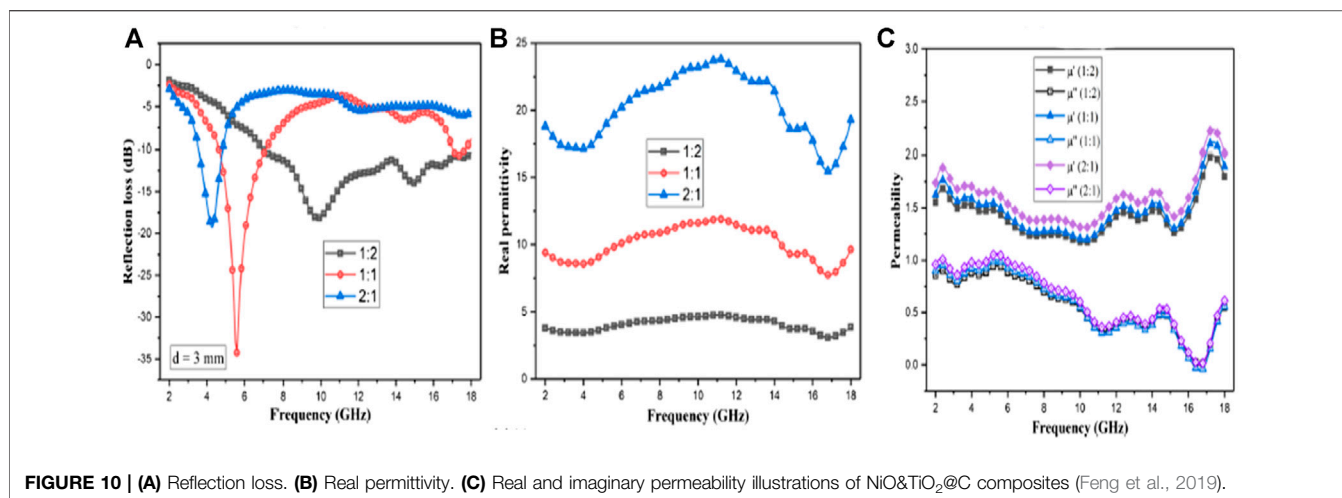 A
Reflection loss (dB)
0
-5
-10
-15
-20
-25
-30
-35
1:2
1:1
2:1
d = 3 mm
2 4 6 8 10 12 14 16 18
Frequency (GHz)
B
Real permittivity
25
20
15
10
5
0
1:2
1:1
2:1
2 4 6 8 10 12 14 16 18
Frequency (GHz)
C
Permeability
3.0
2.5
2.0
1.5
1.0
0.5
0.0
μ' (1:2)
μ'' (1:2)
μ' (1:1)
μ'' (1:1)
μ' (2:1)
μ'' (2:1)
2 4 6 8 10 12 14 16 18
Frequency (GHz)
FIGURE 10 | (A) Reflection loss. (B) Real permittivity. (C) Real and imaginary permeability illustrations of NiO&TiO₂@C composites (Feng et al., 2019).